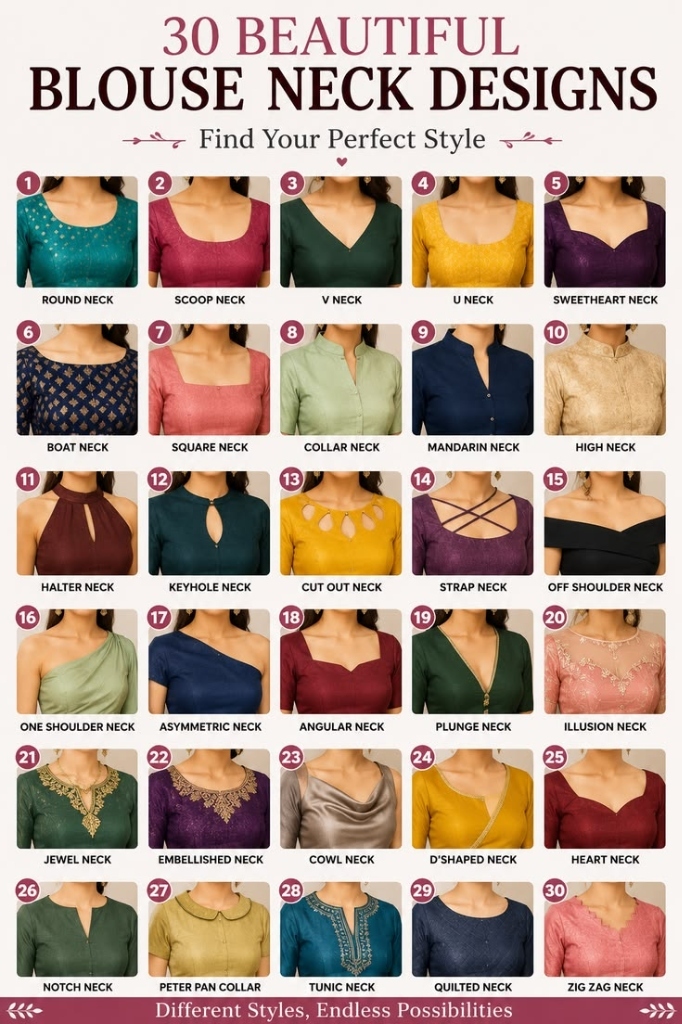 30 BEAUTIFUL
BLOUSE NECK DESIGNS
Find Your Perfect Style
1
2
3
4
5
ROUND NECK
SCOOP NECK
V NECK
U NECK
SWEETHEART NECK
6
7
8
9
10
BOAT NECK
SQUARE NECK
COLLAR NECK
MANDARIN NECK
HIGH NECK
11
12
13
14
15
HALTER NECK
KEYHOLE NECK
CUT OUT NECK
STRAP NECK
OFF SHOULDER NECK
16
17
18
19
20
ONE SHOULDER NECK
ASYMMETRIC NECK
ANGULAR NECK
PLUNGE NECK
ILLUSION NECK
21
22
23
24
25
JEWEL NECK
EMBELLISHED NECK
COWL NECK
D'SHAPED NECK
HEART NECK
26
27
28
29
30
NOTCH NECK
PETER PAN COLLAR
TUNIC NECK
QUILTED NECK
ZIG ZAG NECK
Different Styles, Endless Possibilities